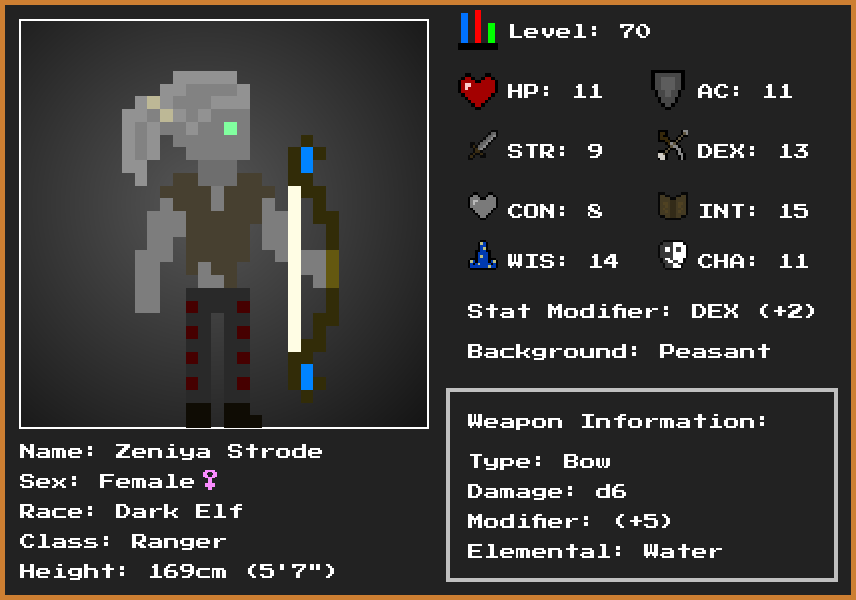 Level: 70
HP: 11
AC: 11
STR: 9
DEX: 13
CON: 8
INT: 15
WIS: 14
CHA: 11
Stat Modifier: DEX (+2)
Background: Peasant
Name: Zeniya Strode
Sex: Female♀
Race: Dark Elf
Class: Ranger
Height: 169cm (5'7")
Weapon Information:
Type: Bow
Damage: d6
Modifier: (+5)
Elemental: Water